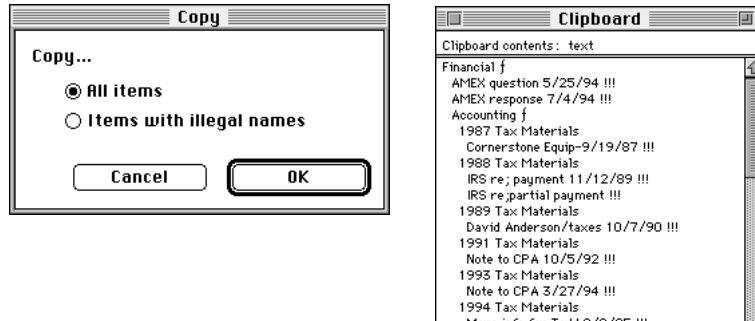 Copy
Copy...
All items
Items with illegal names
Cancel
OK
Clipboard
Clipboard contents: text
Financial ƒ
AMEX question 5/25/94 !!!
AMEX response 7/4/94 !!!
Accounting ƒ
1987 Tax Materials
Cornerstone Equip-9/19/87 !!!
1988 Tax Materials
IRS re; payment 11/12/89 !!!
IRS re;partial payment !!!
1989 Tax Materials
David Anderson/taxes 10/7/90 !!!
1991 Tax Materials
Note to CPA 10/5/92 !!!
1993 Tax Materials
Note to CPA 3/27/94 !!!
1994 Tax Materials